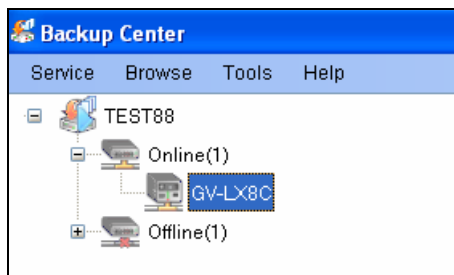 Backup Center
Service Browse Tools Help
TEST88
Online(1)
GV-LX8C
Offline(1)